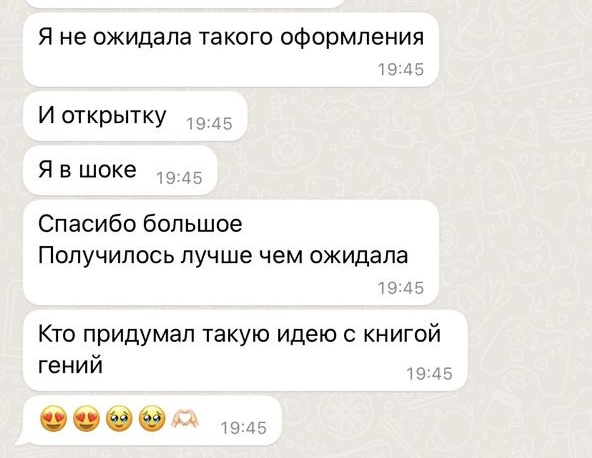 Я не ожидала такого оформления
19:45
И открытку 19:45
Я в шоке 19:45
Спасибо большое
Получилось лучше чем ожидала
19:45
Кто придумал такую идею с книгой
гений 19:45
😍😍🥹🥹🫶🏻 19:45